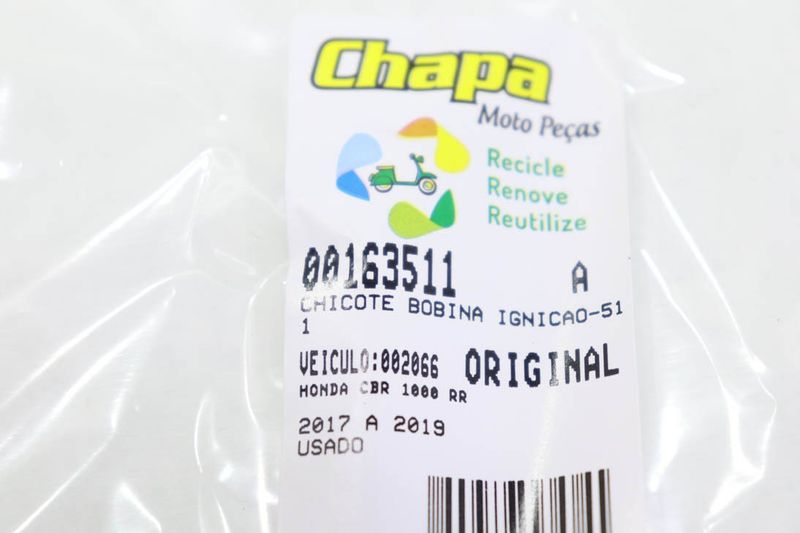 Chapa
Moto Peças
Recicle
Renove
Reutilize
00163511 A
CHICOTE BOBINA IGNICAO-51
1
VEICULO:002066 ORIGINAL
HONDA CBR 1000 RR
2017 A 2019
USADO